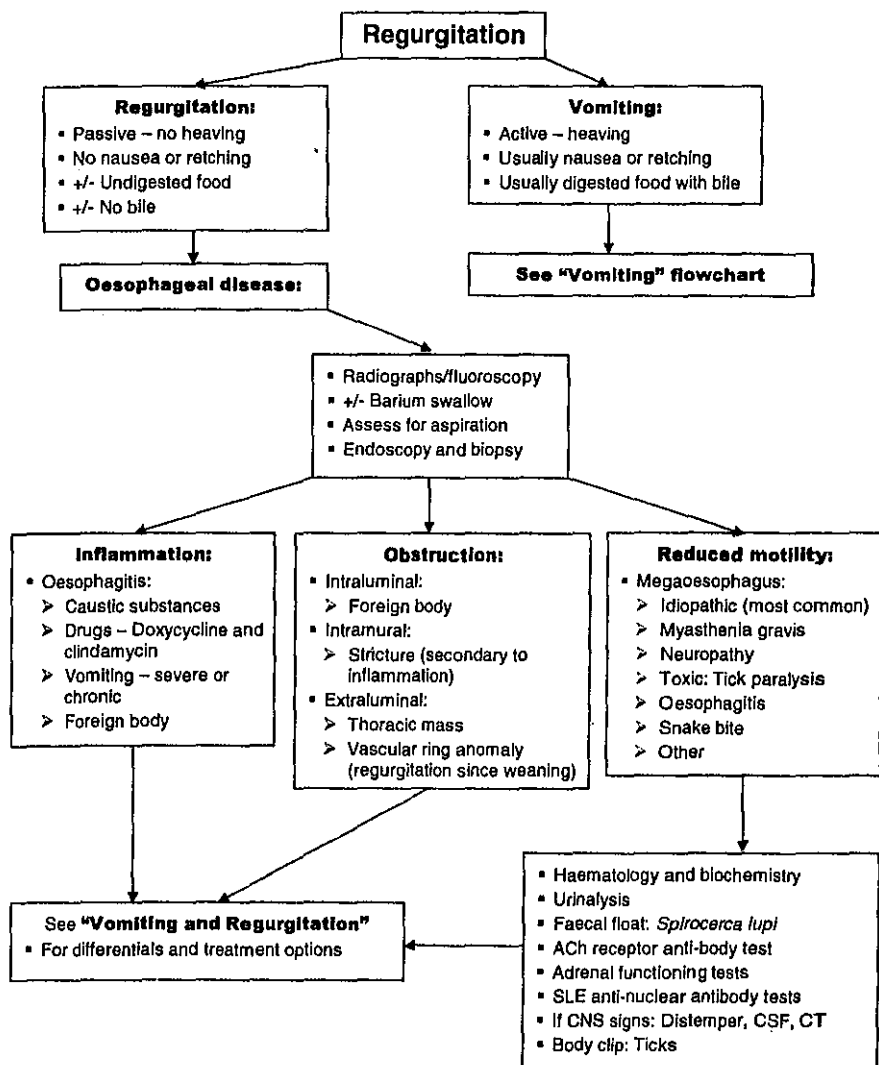 Regurgitation
Regurgitation:
▪ Passive – no heaving
▪ No nausea or retching
▪ +/- Undigested food
▪ +/- No bile
Vomiting:
▪ Active – heaving
▪ Usually nausea or retching
▪ Usually digested food with bile
Oesophageal disease:
See "Vomiting" flowchart
▪ Radiographs/fluoroscopy
▪ +/- Barium swallow
▪ Assess for aspiration
▪ Endoscopy and biopsy
Inflammation:
▪ Oesophagitis:
➢ Caustic substances
➢ Drugs – Doxycycline and
clindamycin
➢ Vomiting – severe or
chronic
➢ Foreign body
Obstruction:
▪ Intraluminal:
➢ Foreign body
▪ Intramural:
➢ Stricture (secondary to
inflammation)
▪ Extraluminal:
➢ Thoracic mass
➢ Vascular ring anomaly
(regurgitation since weaning)
Reduced motility:
▪ Megaoesophagus:
➢ Idiopathic (most common)
➢ Myasthenia gravis
➢ Neuropathy
➢ Toxic: Tick paralysis
➢ Oesophagitis
➢ Snake bite
➢ Other
See "Vomiting and Regurgitation"
▪ For differentials and treatment options
▪ Haematology and biochemistry
▪ Urinalysis
▪ Faecal float: Spirocerca lupi
▪ ACh receptor anti-body test
▪ Adrenal functioning tests
▪ SLE anti-nuclear antibody tests
▪ If CNS signs: Distemper, CSF, CT
▪ Body clip: Ticks